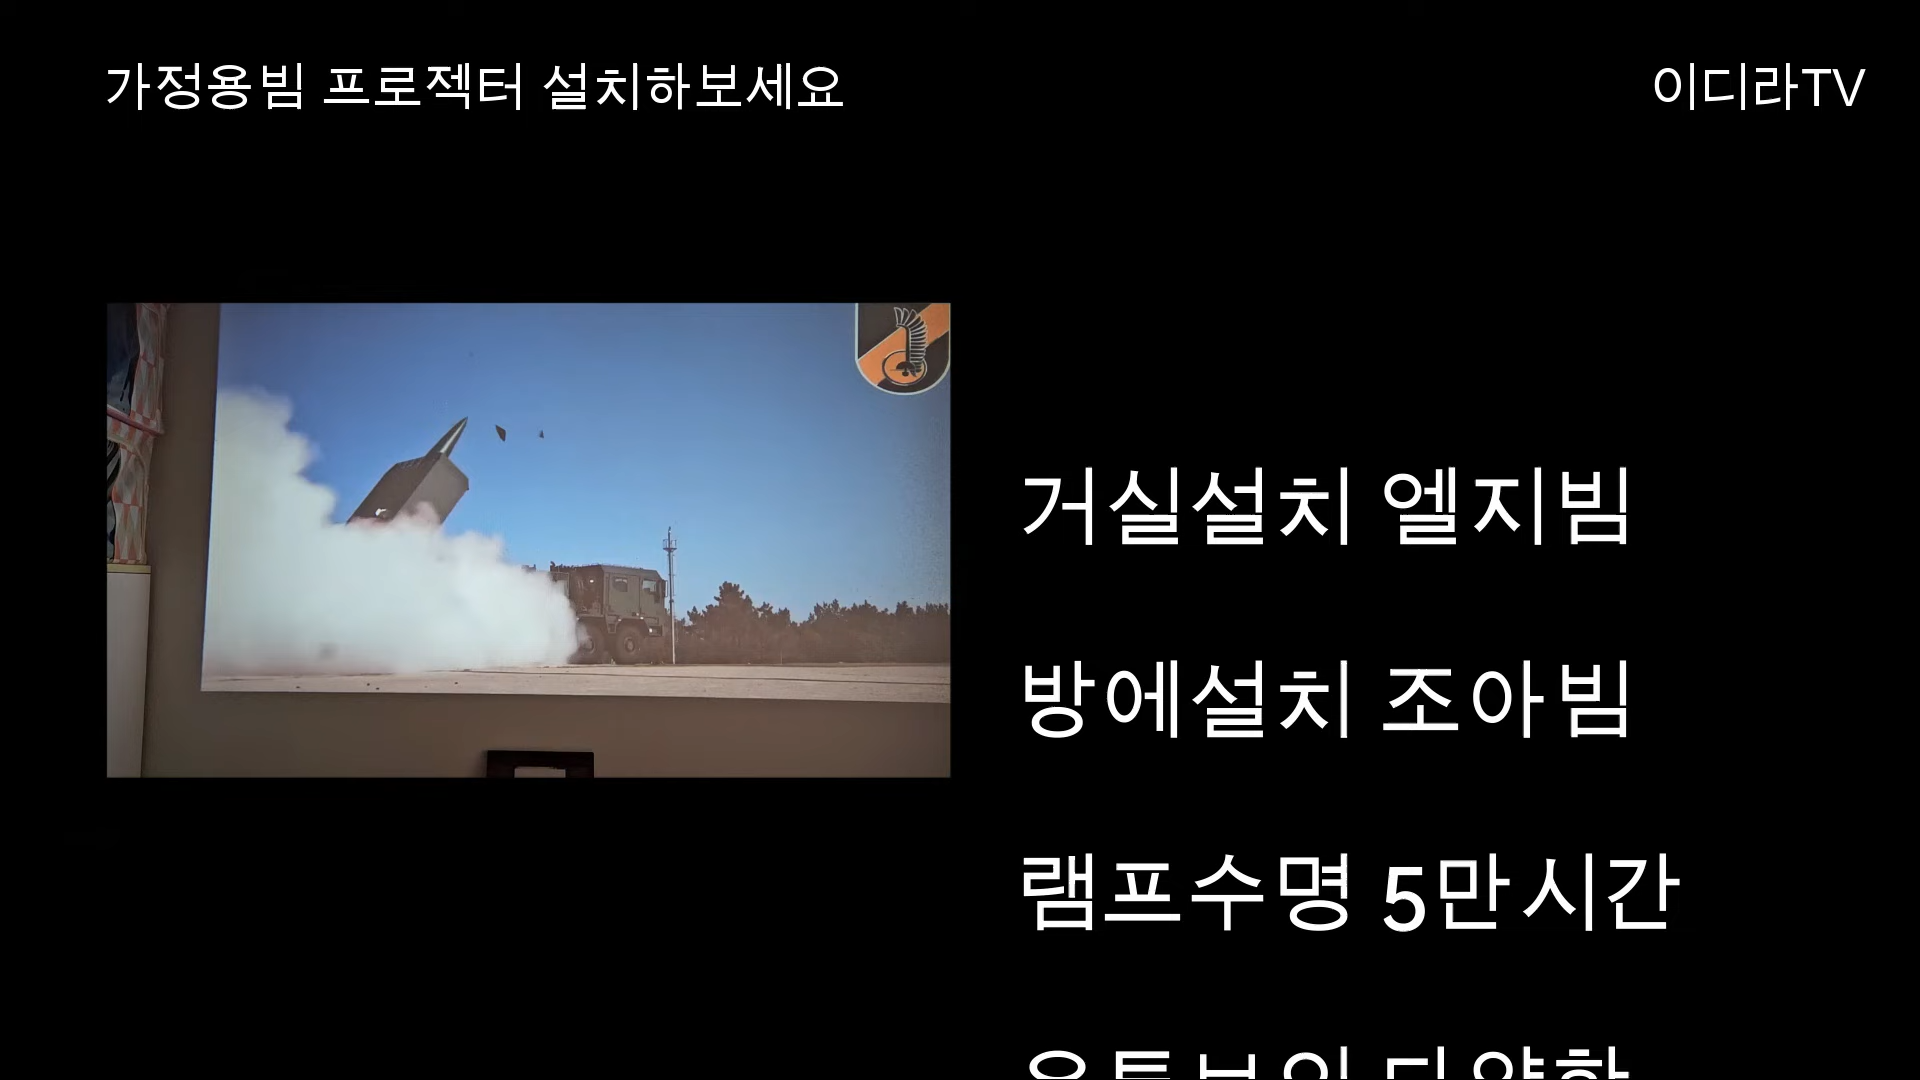 가정용빔 프로젝터 설치하보세요
이디라TV
거실설치 엘지빔
방에설치 조아빔
램프수명 5만시간